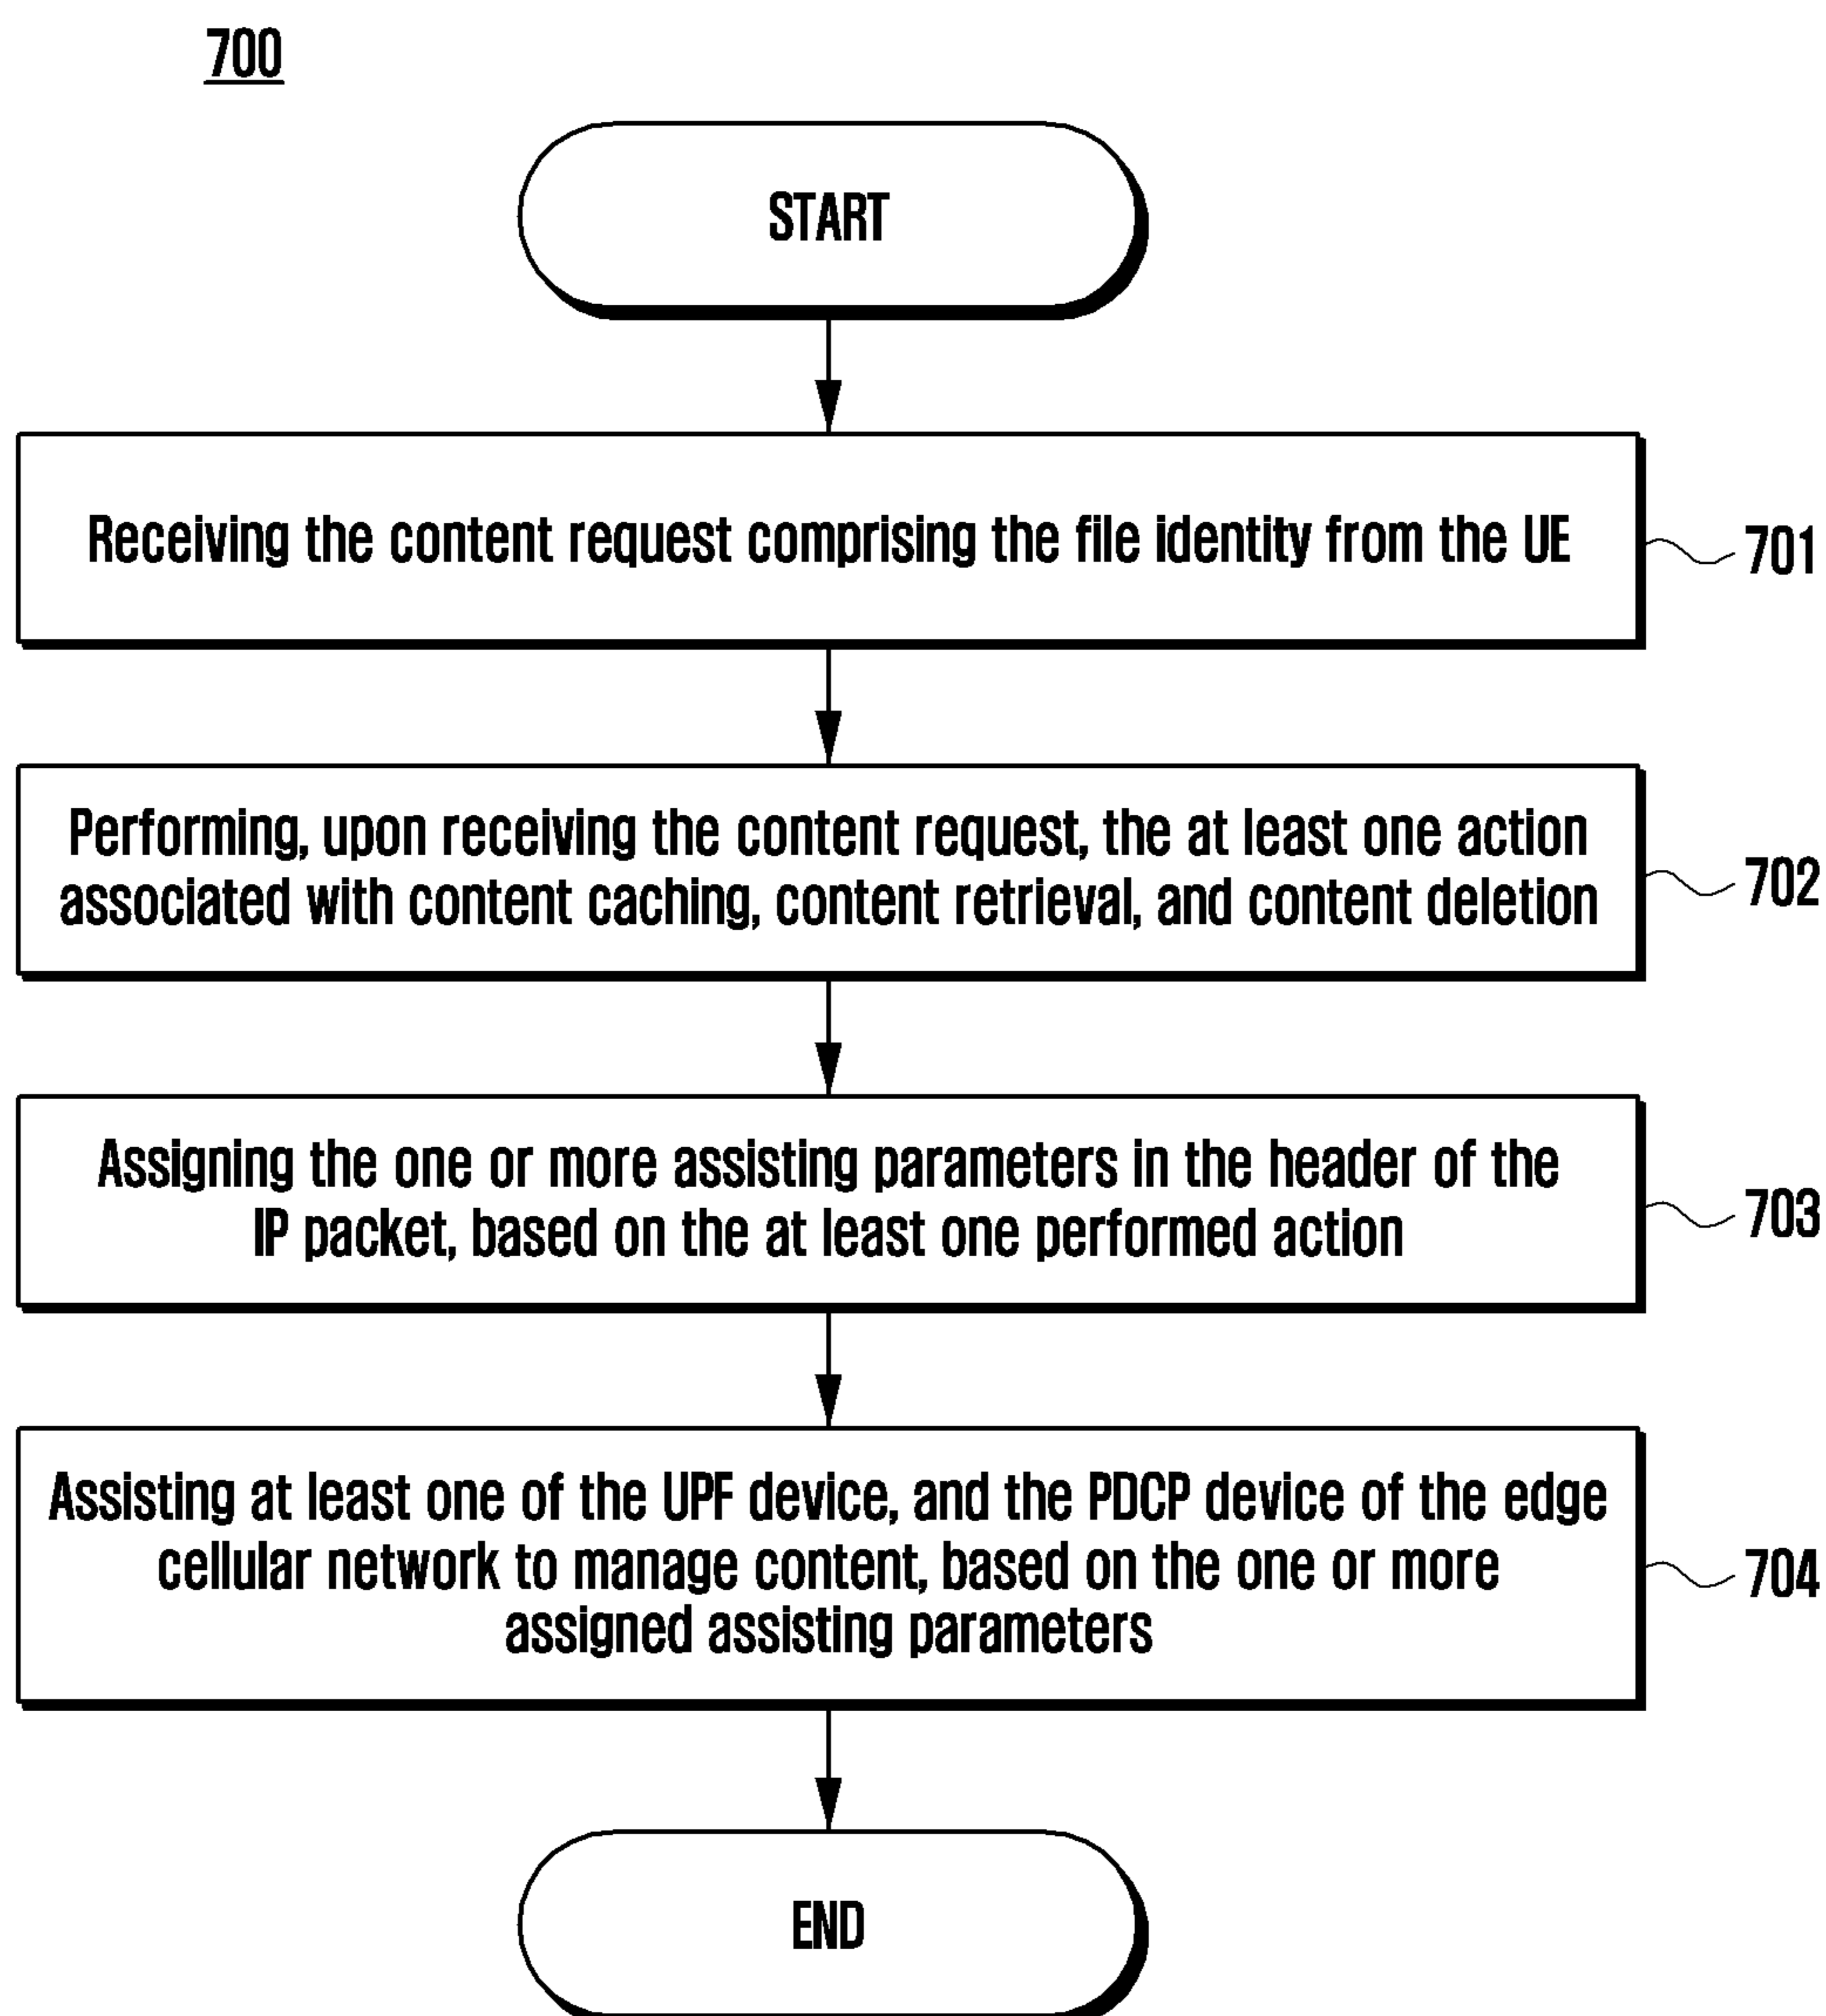 700
START
Receiving the content request comprising the file identity from the UE
701
Performing, upon receiving the content request, the at least one action
associated with content caching, content retrieval, and content deletion
702
Assigning the one or more assisting parameters in the header of the
IP packet, based on the at least one performed action
703
Assisting at least one of the UPF device, and the PDCP device of the edge
cellular network to manage content, based on the one or more
assigned assisting parameters
704
END